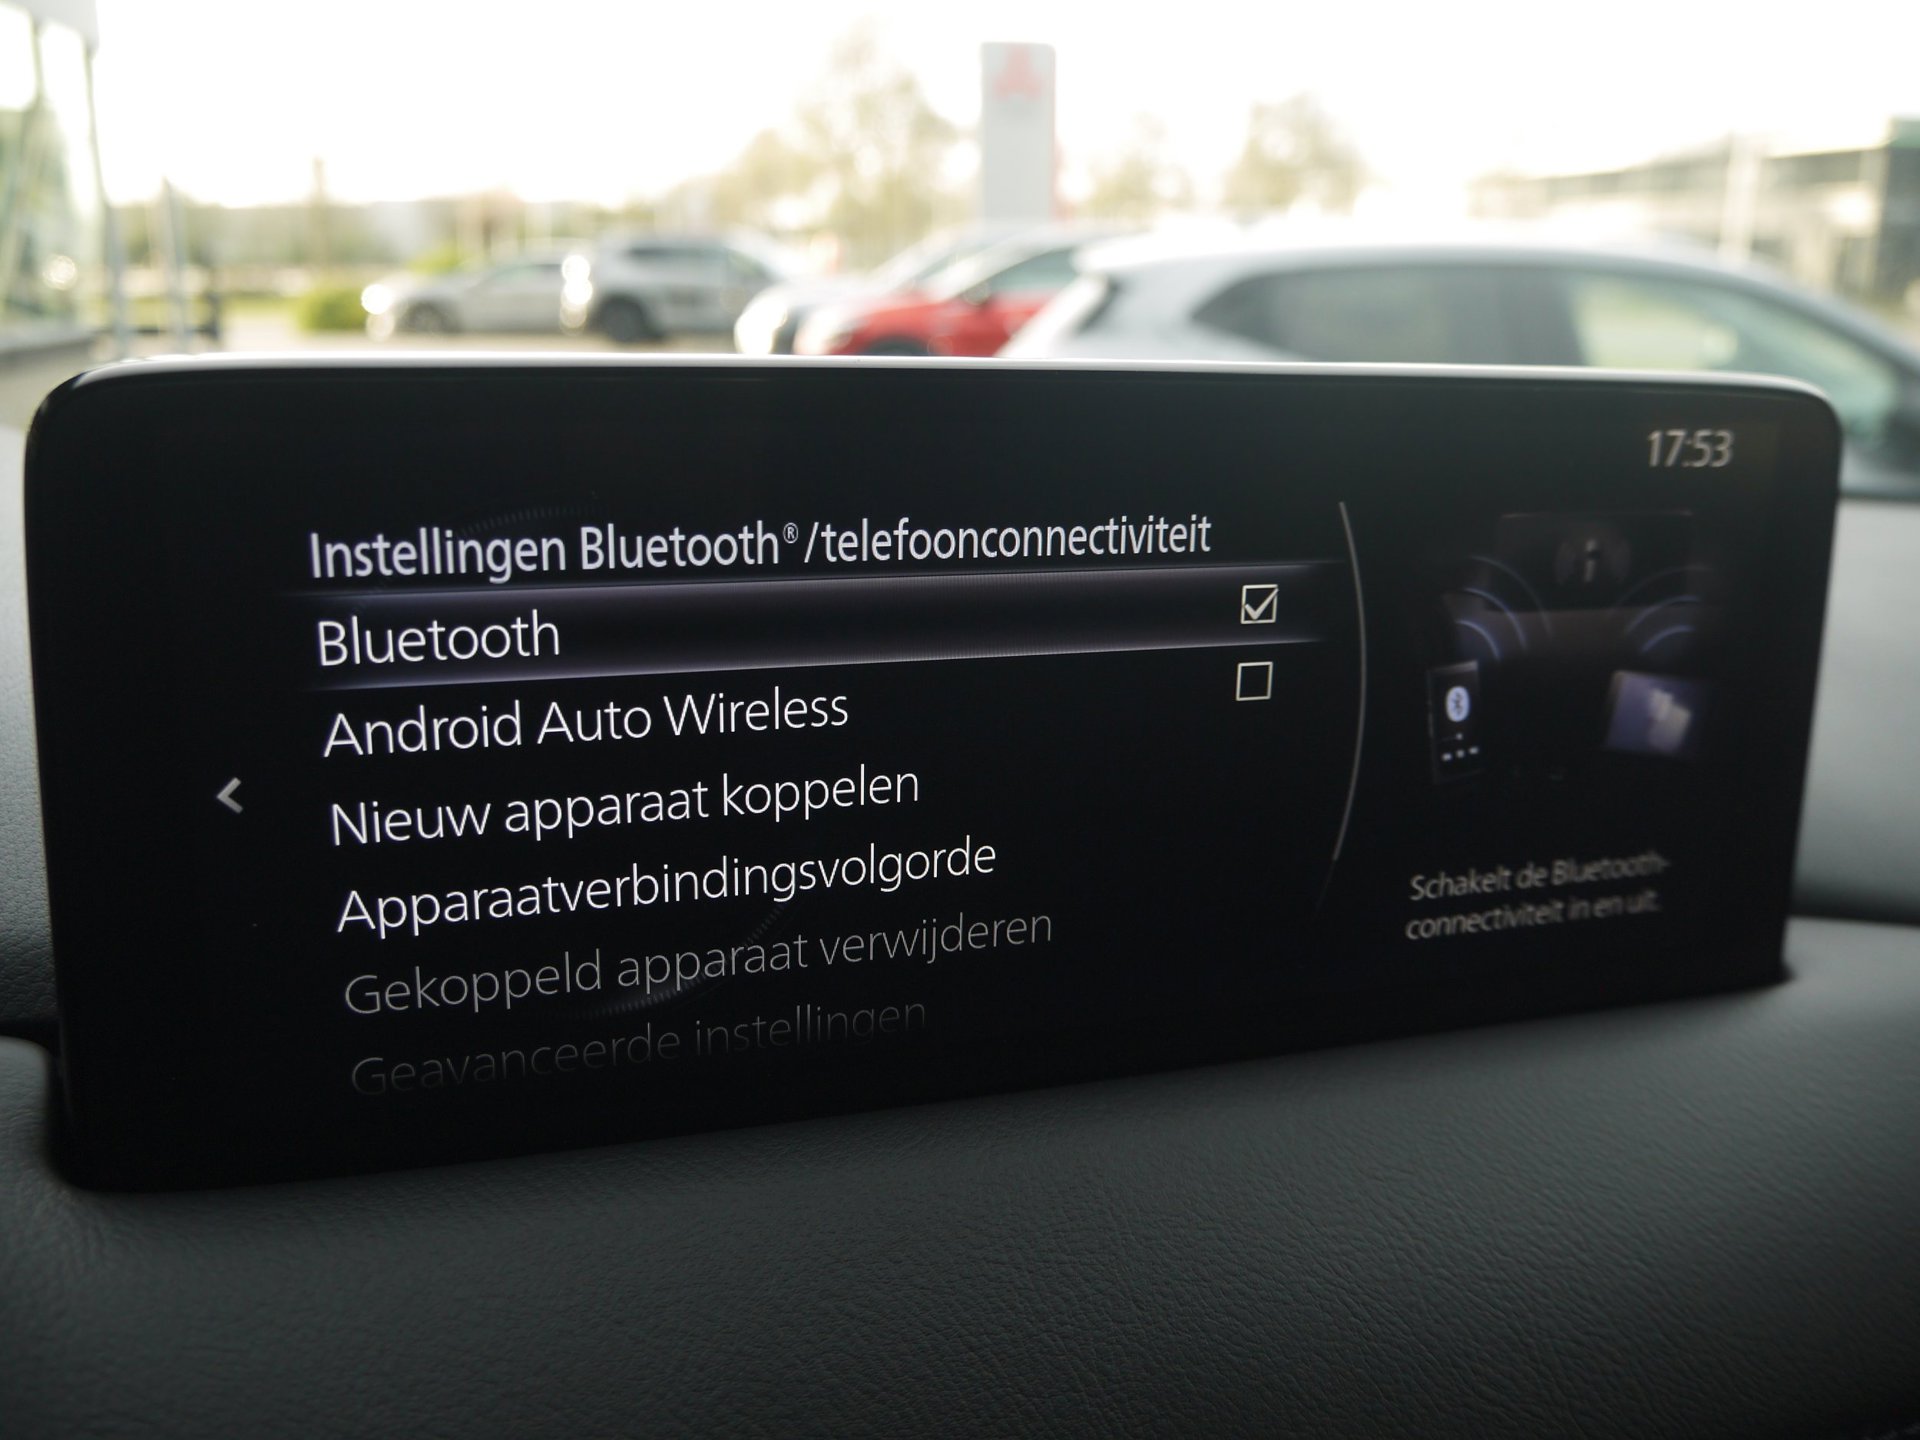 17:53
Instellingen Bluetooth®/telefoonconnectiviteit
Bluetooth
Android Auto Wireless
Nieuw apparaat koppelen
Apparaatverbindingsvolgorde
Gekoppeld apparaat verwijderen
Geavanceerde instellingen
Schakelt de Bluetooth-
connectiviteit in en uit.